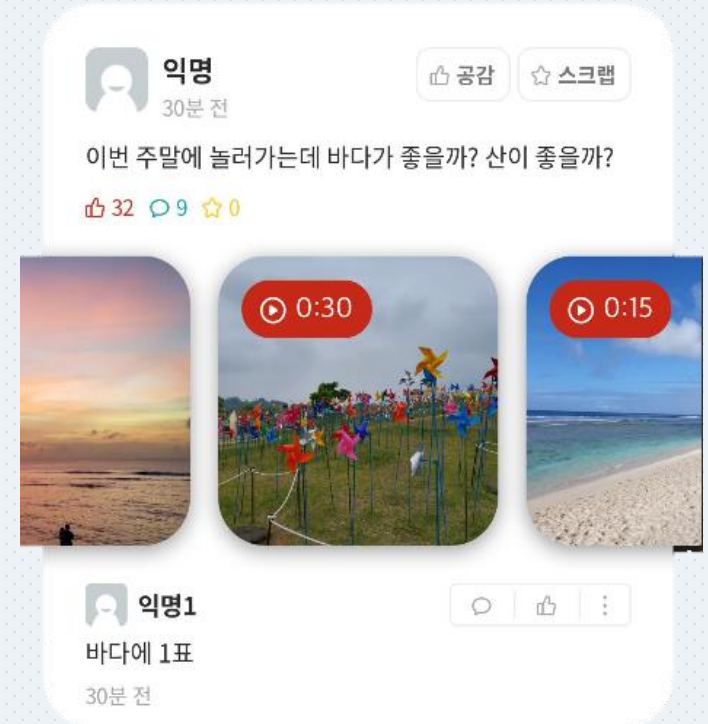 익명
30분 전
공감
스크랩
이번 주말에 놀러가는데 바다가 좋을까? 산이 좋을까?
32 9 0
0:30
0:15
익명1
바다에 1표
30분 전